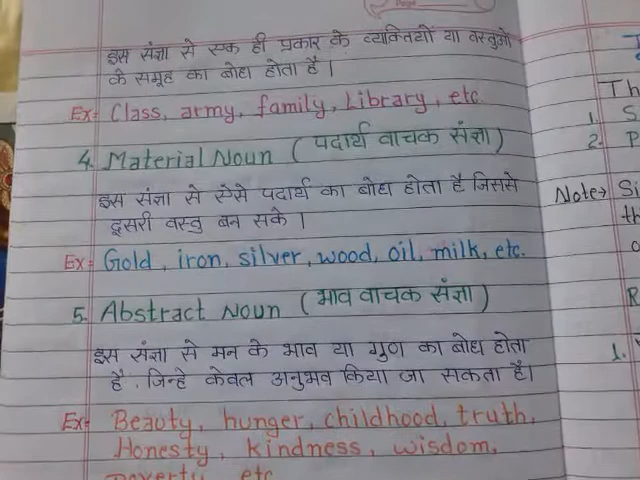 इस संज्ञा से एक ही प्रकार के व्यक्तियों या वस्तुओ
के समूह का बोध होता है।
Ex= Class, army, family, Library, etc.
4. Material Noun (पदार्थ वाचक संज्ञा)
इस संज्ञा से ऐसे पदार्थ का बोध होता है जिससे
दूसरी वस्तु बन सके।
Ex= Gold, iron, silver, wood, oil, milk, etc.
5. Abstract Noun (भाव वाचक संज्ञा)
इस संज्ञा से मन के भाव या गुण का बोध होता
है, जिन्हे केवल अनुभव किया जा सकता है।
Ex= Beauty, hunger, childhood, truth,
Honesty, kindness, wisdom,
poverty, etc
Th
1. S
2. P
Note→ Si
th
R
1.